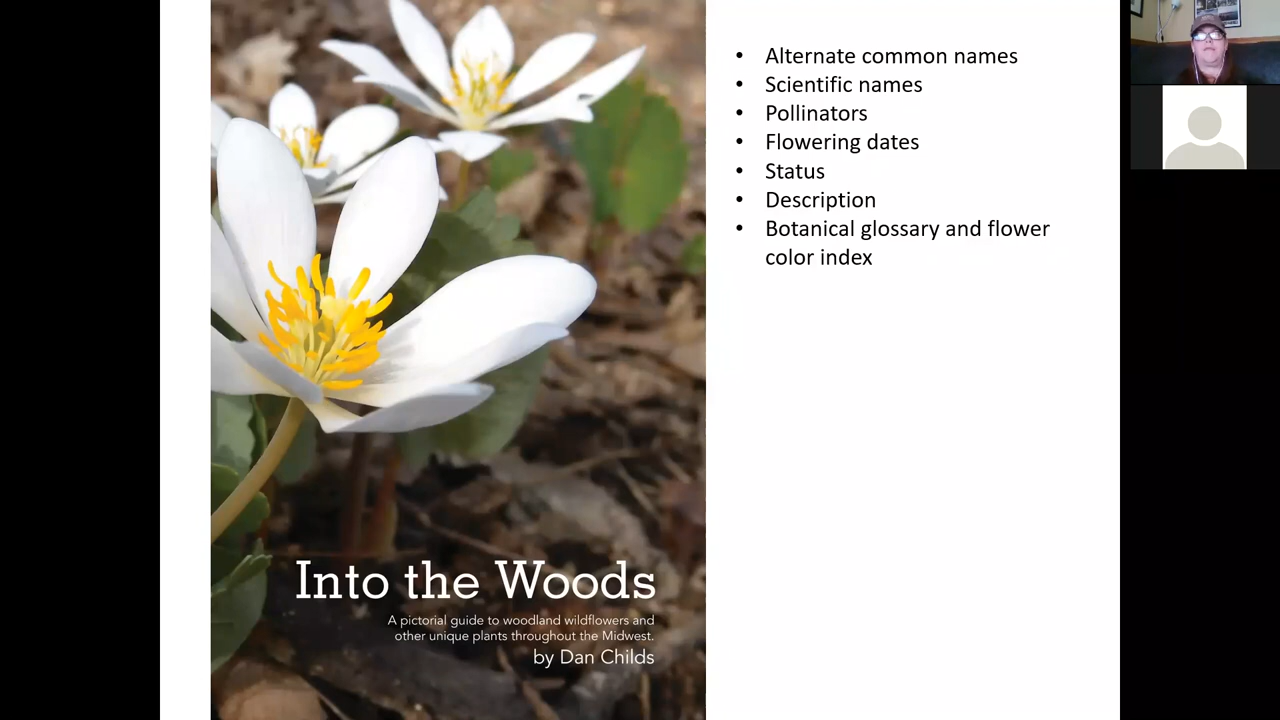 Into the Woods
A pictorial guide to woodland wildflowers and
other unique plants throughout the Midwest.
by Dan Childs
• Alternate common names
• Scientific names
• Pollinators
• Flowering dates
• Status
• Description
• Botanical glossary and flower
color index